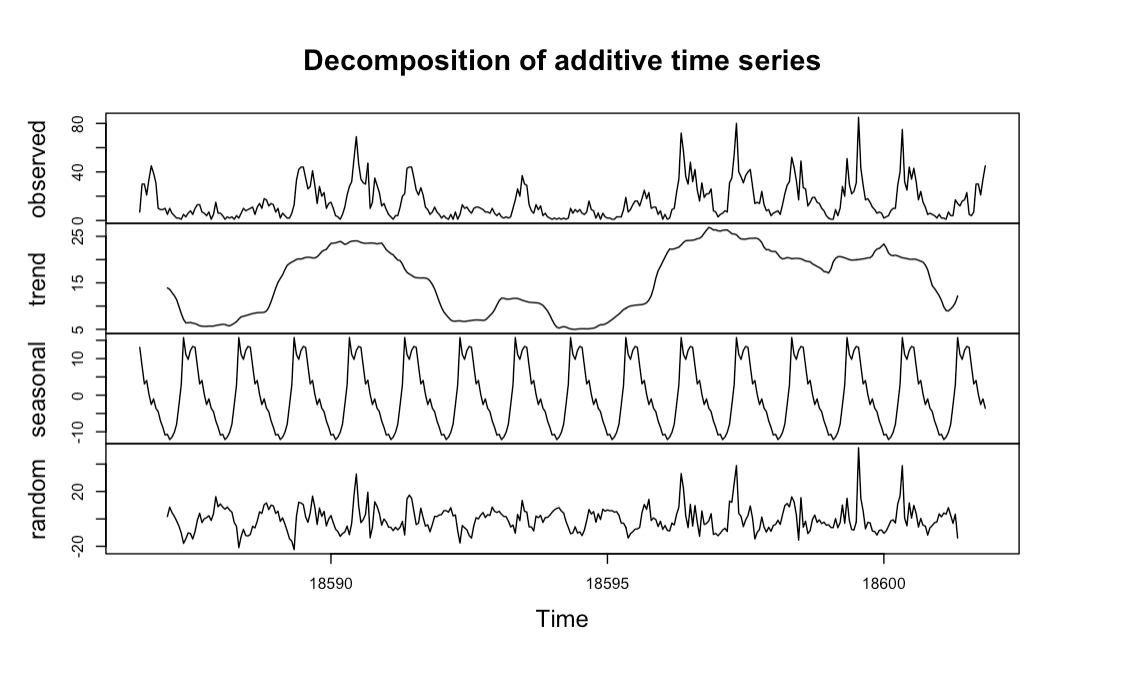 Decomposition of additive time series
observed
0 40 80
trend
5 15 25
seasonal
-10 0 10
random
-20 20
18590 18595 18600
Time